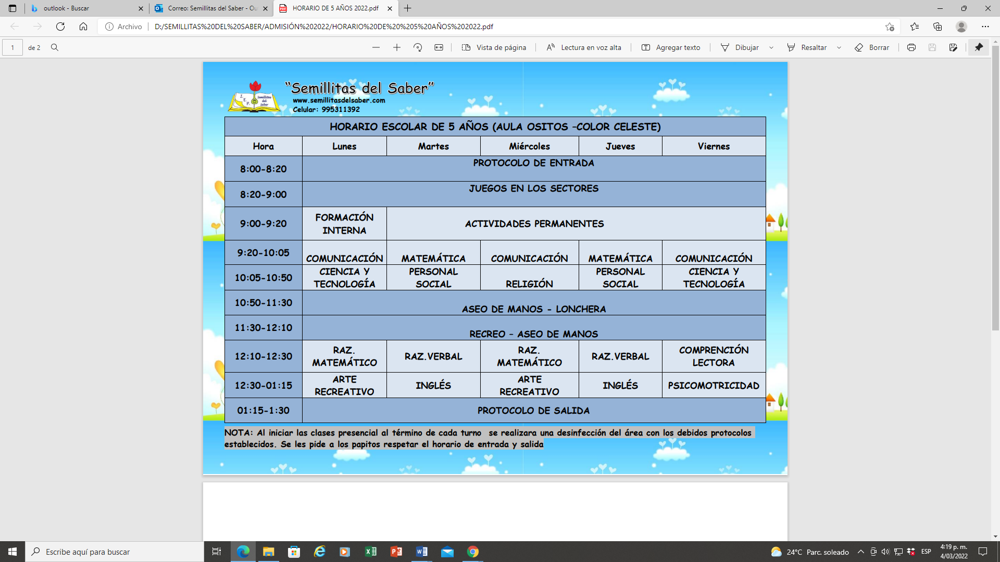 outlook - Buscar
Correo: Semillitas del Saber - Ou
HORARIO DE 5 AÑOS 2022.pdf
Archivo
D:/SEMILLITAS%20DEL%20SABER/ADMISIÓN%202022/HORARIO%20DE%20%205%20AÑOS%202022.pdf
1 de 2
Vista de página
Lectura en voz alta
Agregar texto
Dibujar
Resaltar
Borrar
I. E. P. Semillitas del Saber
“Semillitas del Saber”
www.semillitasdelsaber.com
Celular: 995311392
HORARIO ESCOLAR DE 5 AÑOS (AULA OSITOS –COLOR CELESTE)
Hora Lunes Martes Miércoles Jueves Viernes
8:00-8:20 PROTOCOLO DE ENTRADA
8:20-9:00 JUEGOS EN LOS SECTORES
9:00-9:20 FORMACIÓN INTERNA ACTIVIDADES PERMANENTES
9:20-10:05 COMUNICACIÓN MATEMÁTICA COMUNICACIÓN MATEMÁTICA COMUNICACIÓN
10:05-10:50 CIENCIA Y TECNOLOGÍA PERSONAL SOCIAL RELIGIÓN PERSONAL SOCIAL CIENCIA Y TECNOLOGÍA
10:50-11:30 ASEO DE MANOS - LONCHERA
11:30-12:10 RECREO – ASEO DE MANOS
12:10-12:30 RAZ. MATEMÁTICO RAZ.VERBAL RAZ. MATEMÁTICO RAZ.VERBAL COMPRENCIÓN LECTORA
12:30-01:15 ARTE RECREATIVO INGLÉS ARTE RECREATIVO INGLÉS PSICOMOTRICIDAD
01:15-1:30 PROTOCOLO DE SALIDA
NOTA: Al iniciar las clases presencial al término de cada turno se realizara una desinfección del área con los debidos protocolos
establecidos. Se les pide a los papitos respetar el horario de entrada y salida
Escribe aquí para buscar
24°C Parc. soleado
ESP
4:19 p. m.
4/03/2022